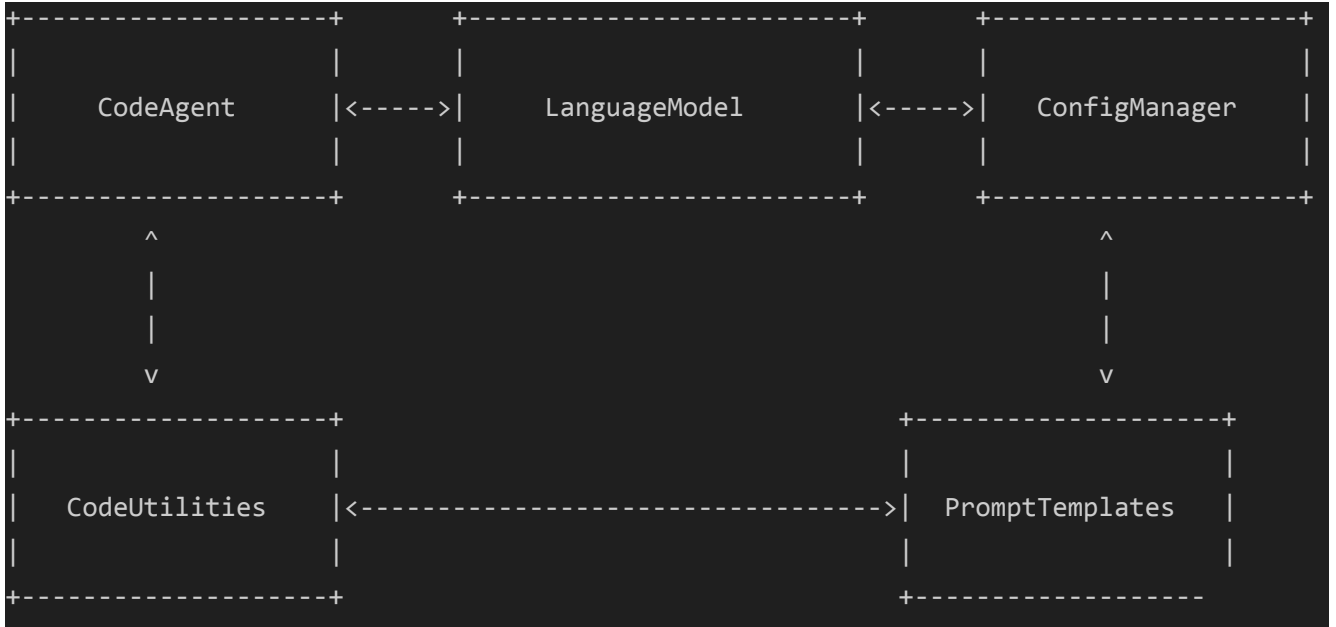 +--------------------+       +-------------------------+       +--------------------+
|                    |       |                         |       |                    |
|     CodeAgent      |<----->|     LanguageModel       |<----->|   ConfigManager    |
|                    |       |                         |       |                    |
+--------------------+       +-------------------------+       +--------------------+
         ^                                                              ^
         |                                                              |
         |                                                              |
         v                                                              v
+--------------------+                                     +--------------------+
|                    |                                     |                    |
|   CodeUtilities    |<----------------------------------->|  PromptTemplates   |
|                    |                                     |                    |
+--------------------+                                     +-------------------